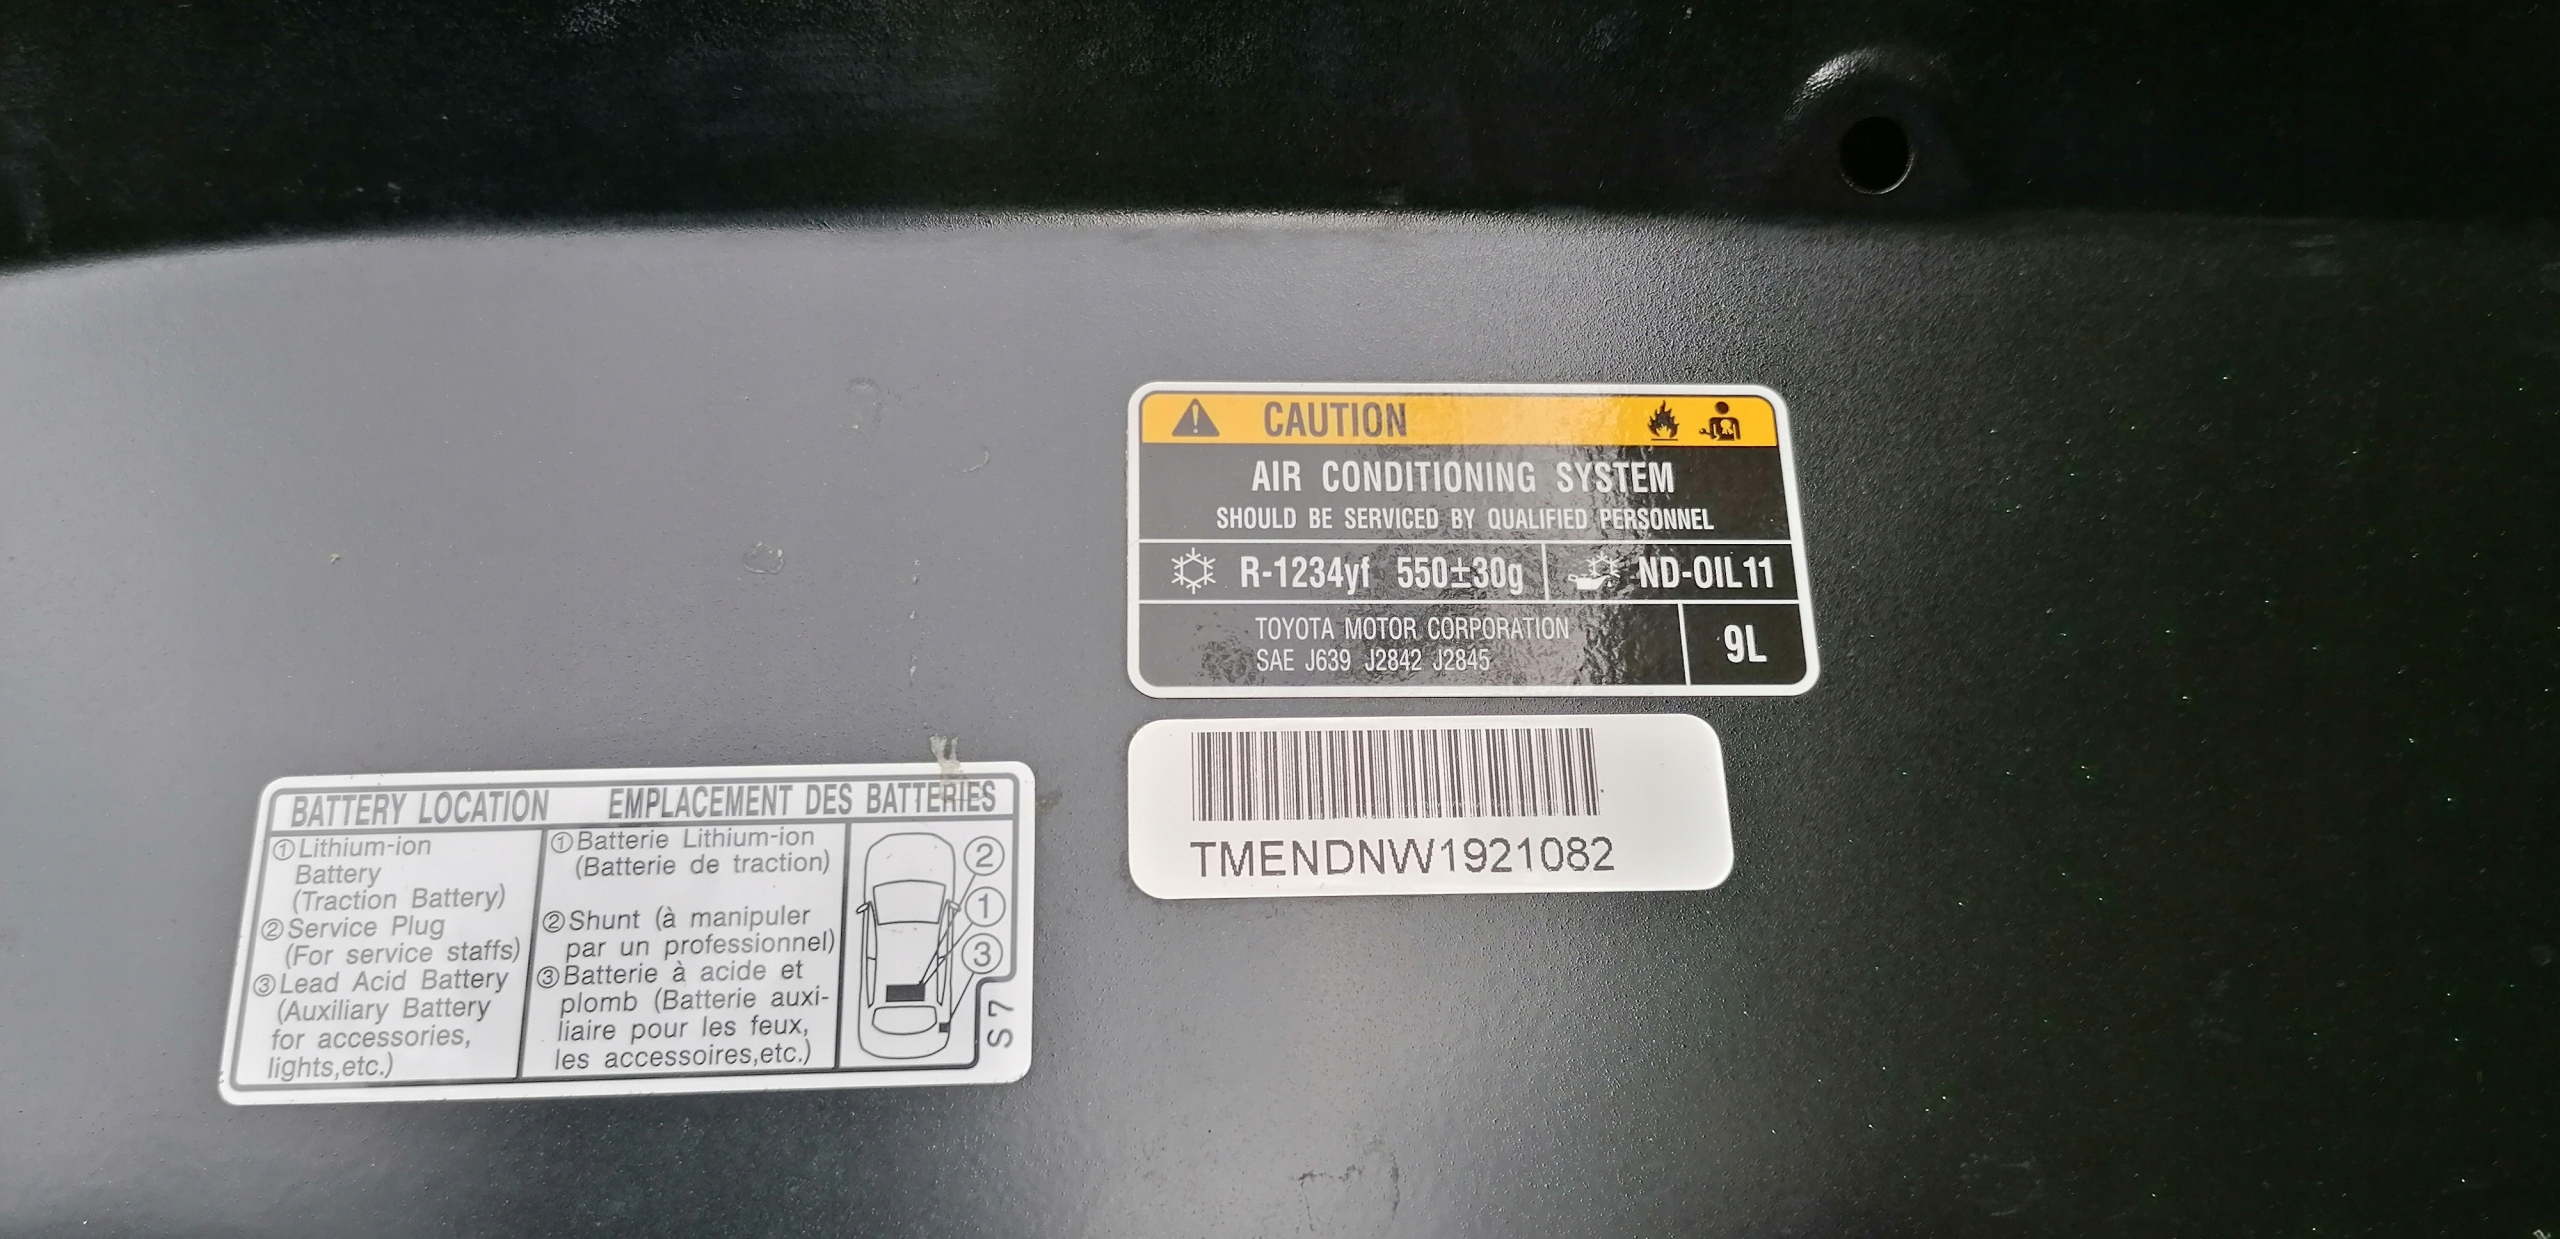 CAUTION
AIR CONDITIONING SYSTEM
SHOULD BE SERVICED BY QUALIFIED PERSONNEL
R-1234yf 550±30g
ND-OIL11
TOYOTA MOTOR CORPORATION
SAE J639 J2842 J2845
9L
TMENDNW1921082
BATTERY LOCATION
EMPLACEMENT DES BATTERIES
①Lithium-ion
Battery
(Traction Battery)
②Service Plug
(For service staffs)
③Lead Acid Battery
(Auxiliary Battery
for accessories,
lights,etc.)
①Batterie Lithium-ion
(Batterie de traction)
②Shunt (à manipuler
par un professionnel)
③Batterie à acide et
plomb (Batterie auxi-
liaire pour les feux,
les accessoires,etc.)
②
①
③
S7